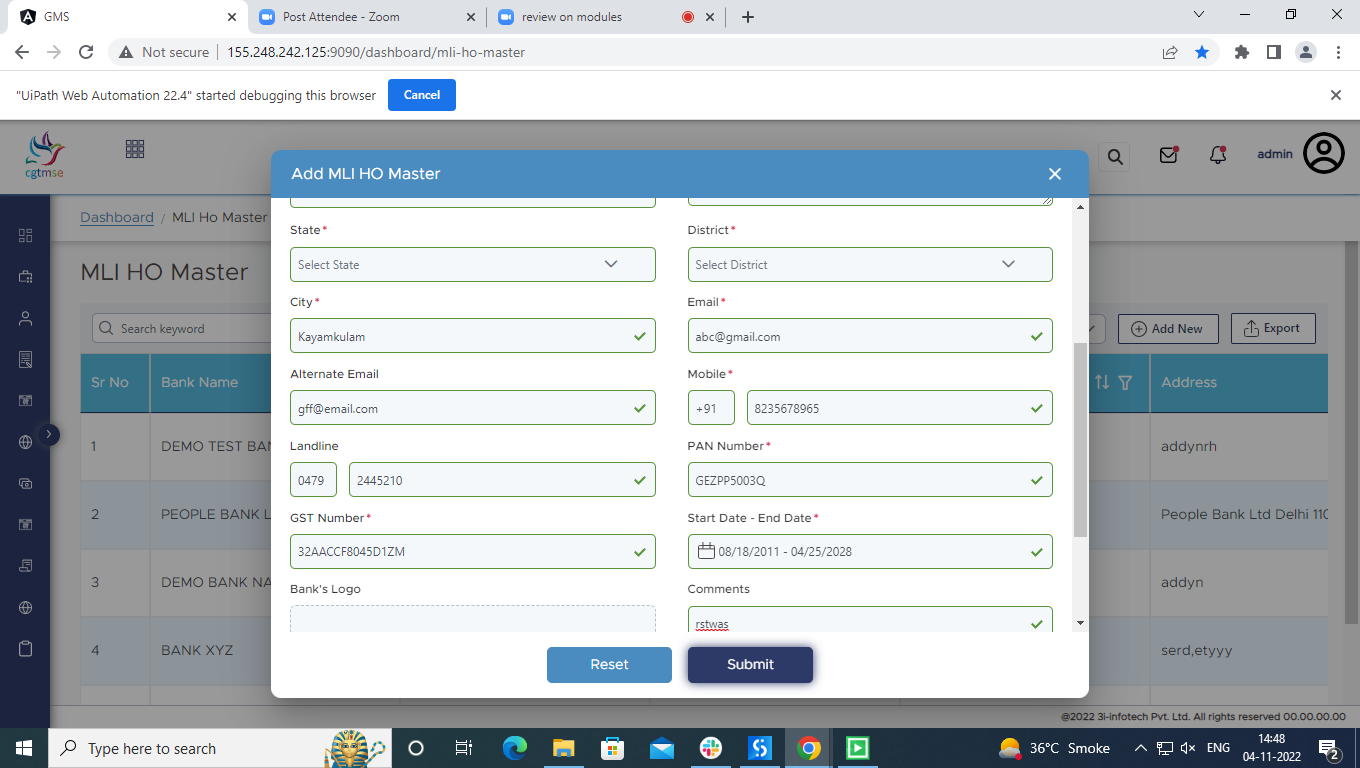 GMS
Post Attendee - Zoom
review on modules
Not secure
155.248.242.125:9090/dashboard/mli-ho-master
"UiPath Web Automation 22.4" started debugging this browser
Cancel
cgtmse
admin
Add MLI HO Master
Dashboard / MLI Ho Master
MLI HO Master
Search keyword
Add New
Export
Sr No
Bank Name
Address
1
DEMO TEST BAN
addynrh
2
PEOPLE BANK L
People Bank Ltd Delhi 110
3
DEMO BANK NA
addyn
4
BANK XYZ
serd,etyyy
State*
District*
Select State
Select District
City*
Email*
Kayamkulam
abc@gmail.com
Alternate Email
Mobile*
gff@email.com
+91
8235678965
Landline
PAN Number*
0479
2445210
GEZPP5003Q
GST Number*
Start Date - End Date*
32AACCF8045D1ZM
08/18/2011 - 04/25/2028
Bank's Logo
Comments
rstwas
Reset
Submit
@2022 3i-infotech Pvt. Ltd. All rights reserved 00.00.00.00
Type here to search
36°C Smoke
ENG
14:48
04-11-2022
2